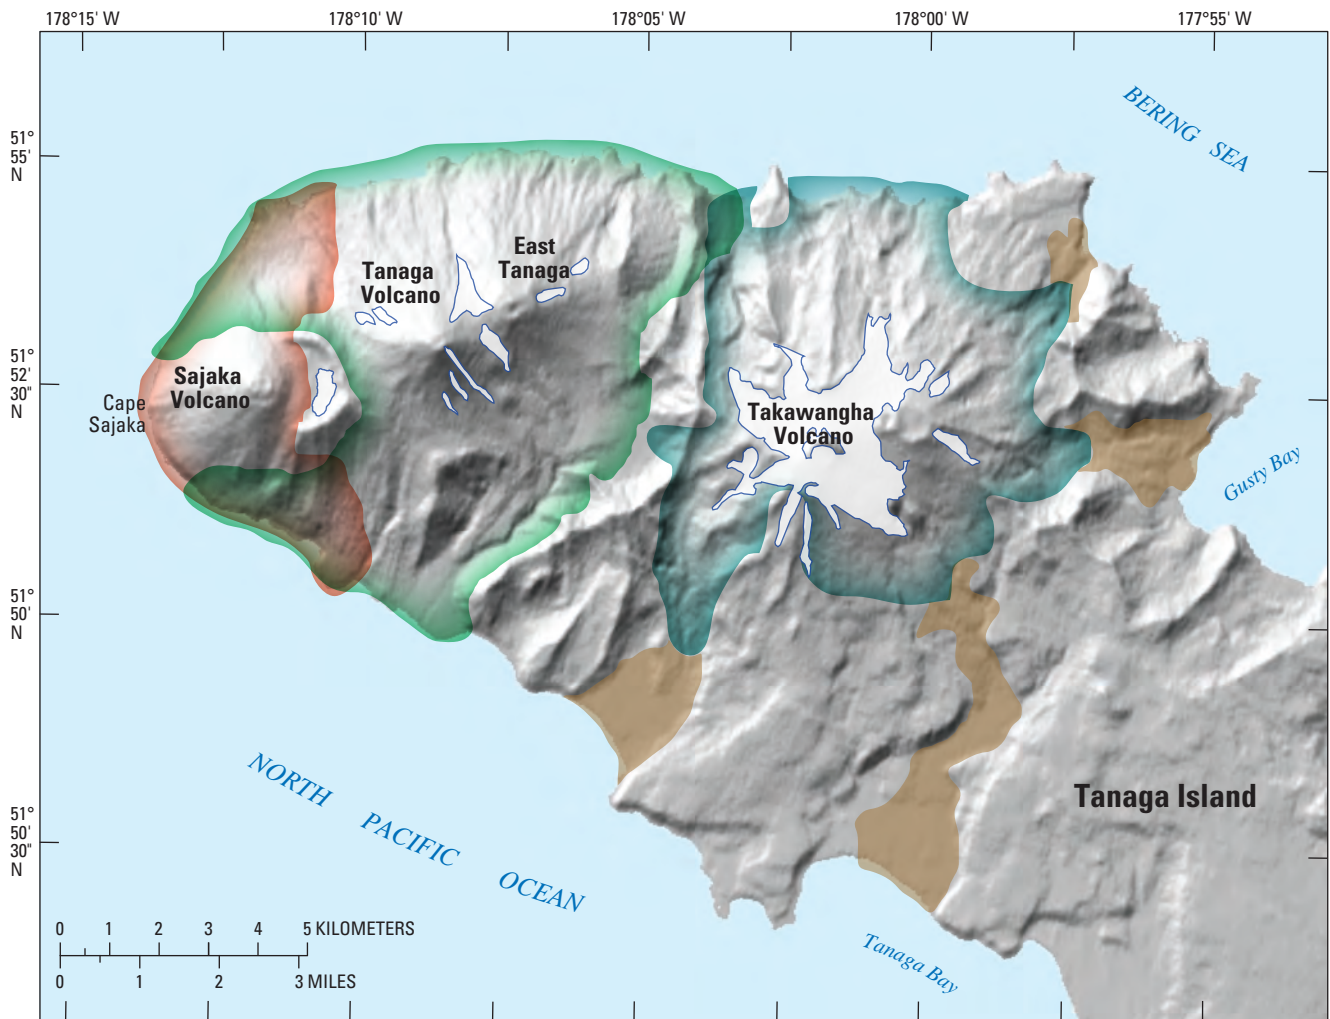 178°15' W
178°10' W
178°05' W
178°00' W
177°55' W
BERING SEA
51°
55'
N
East
Tanaga
Tanaga
Volcano
51°
52'
30"
N
Sajaka
Volcano
Cape
Sajaka
Takawangha
Volcano
Gusty Bay
51°
50'
N
NORTH PACIFIC OCEAN
Tanaga Island
51°
50'
30"
N
0 1 2 3 4 5 KILOMETERS
0 1 2 3 MILES
Tanaga Bay